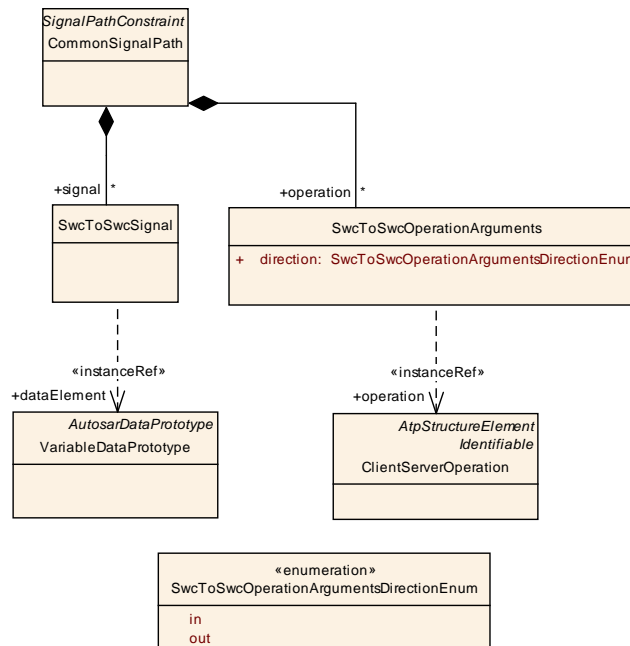 SignalPathConstraint
CommonSignalPath
+signal *
+operation *
SwcToSwcSignal
SwcToSwcOperationArguments
+ direction: SwcToSwcOperationArgumentsDirectionEnum
«instanceRef»
+dataElement
«instanceRef»
+operation
AutosarDataPrototype
VariableDataPrototype
AtpStructureElement
Identifiable
ClientServerOperation
«enumeration»
SwcToSwcOperationArgumentsDirectionEnum
in
out